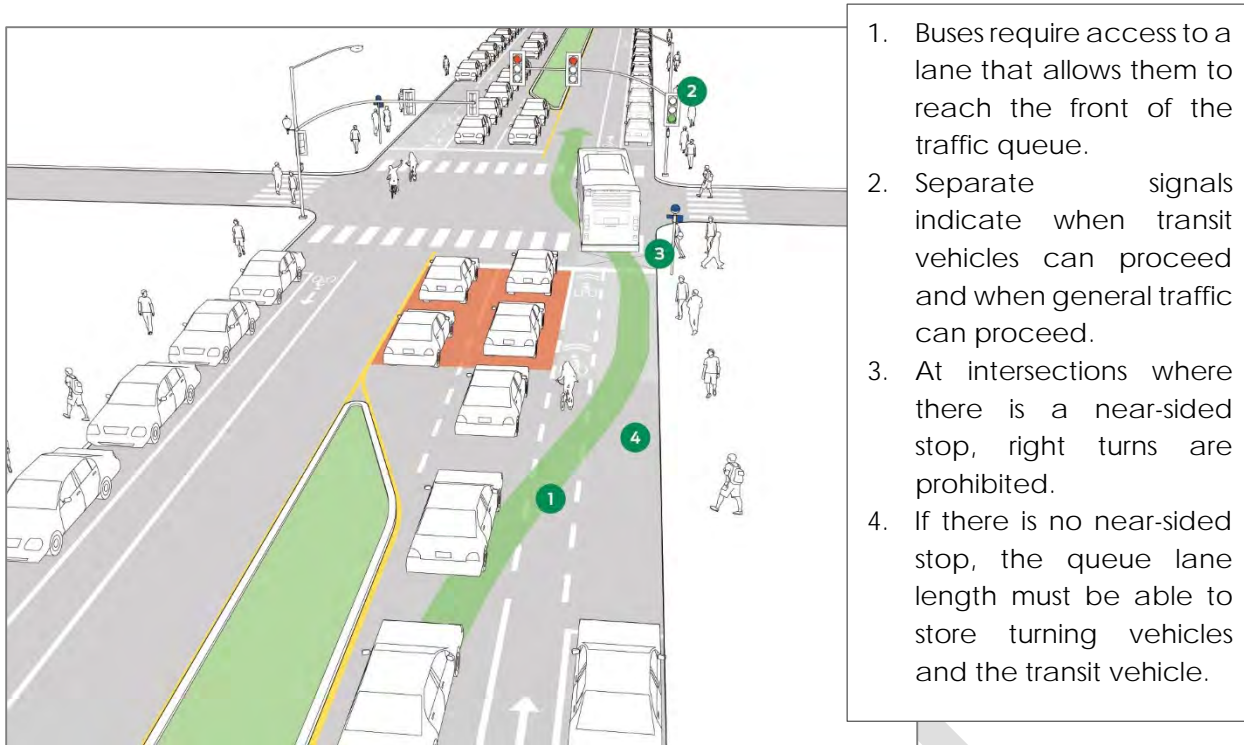 2
3
4
1
1. Buses require access to a
lane that allows them to
reach the front of the
traffic queue.
2. Separate signals
indicate when transit
vehicles can proceed
and when general traffic
can proceed.
3. At intersections where
there is a near-sided
stop, right turns are
prohibited.
4. If there is no near-sided
stop, the queue lane
length must be able to
store turning vehicles
and the transit vehicle.